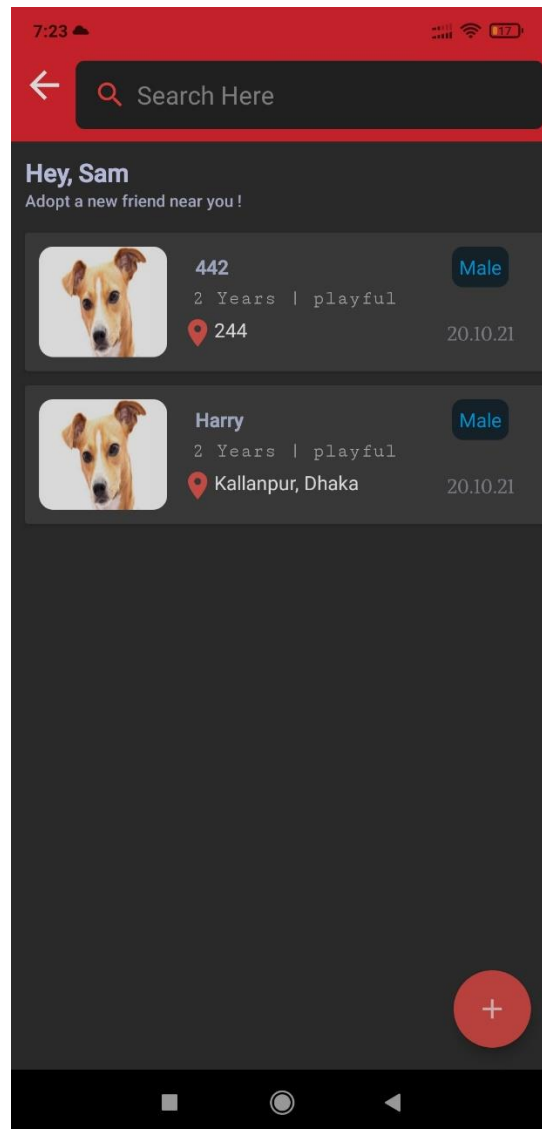 7:23
17
Search Here
Hey, Sam
Adopt a new friend near you !
442
Male
2 Years | playful
244
20.10.21
Harry
Male
2 Years | playful
Kallanpur, Dhaka
20.10.21
+